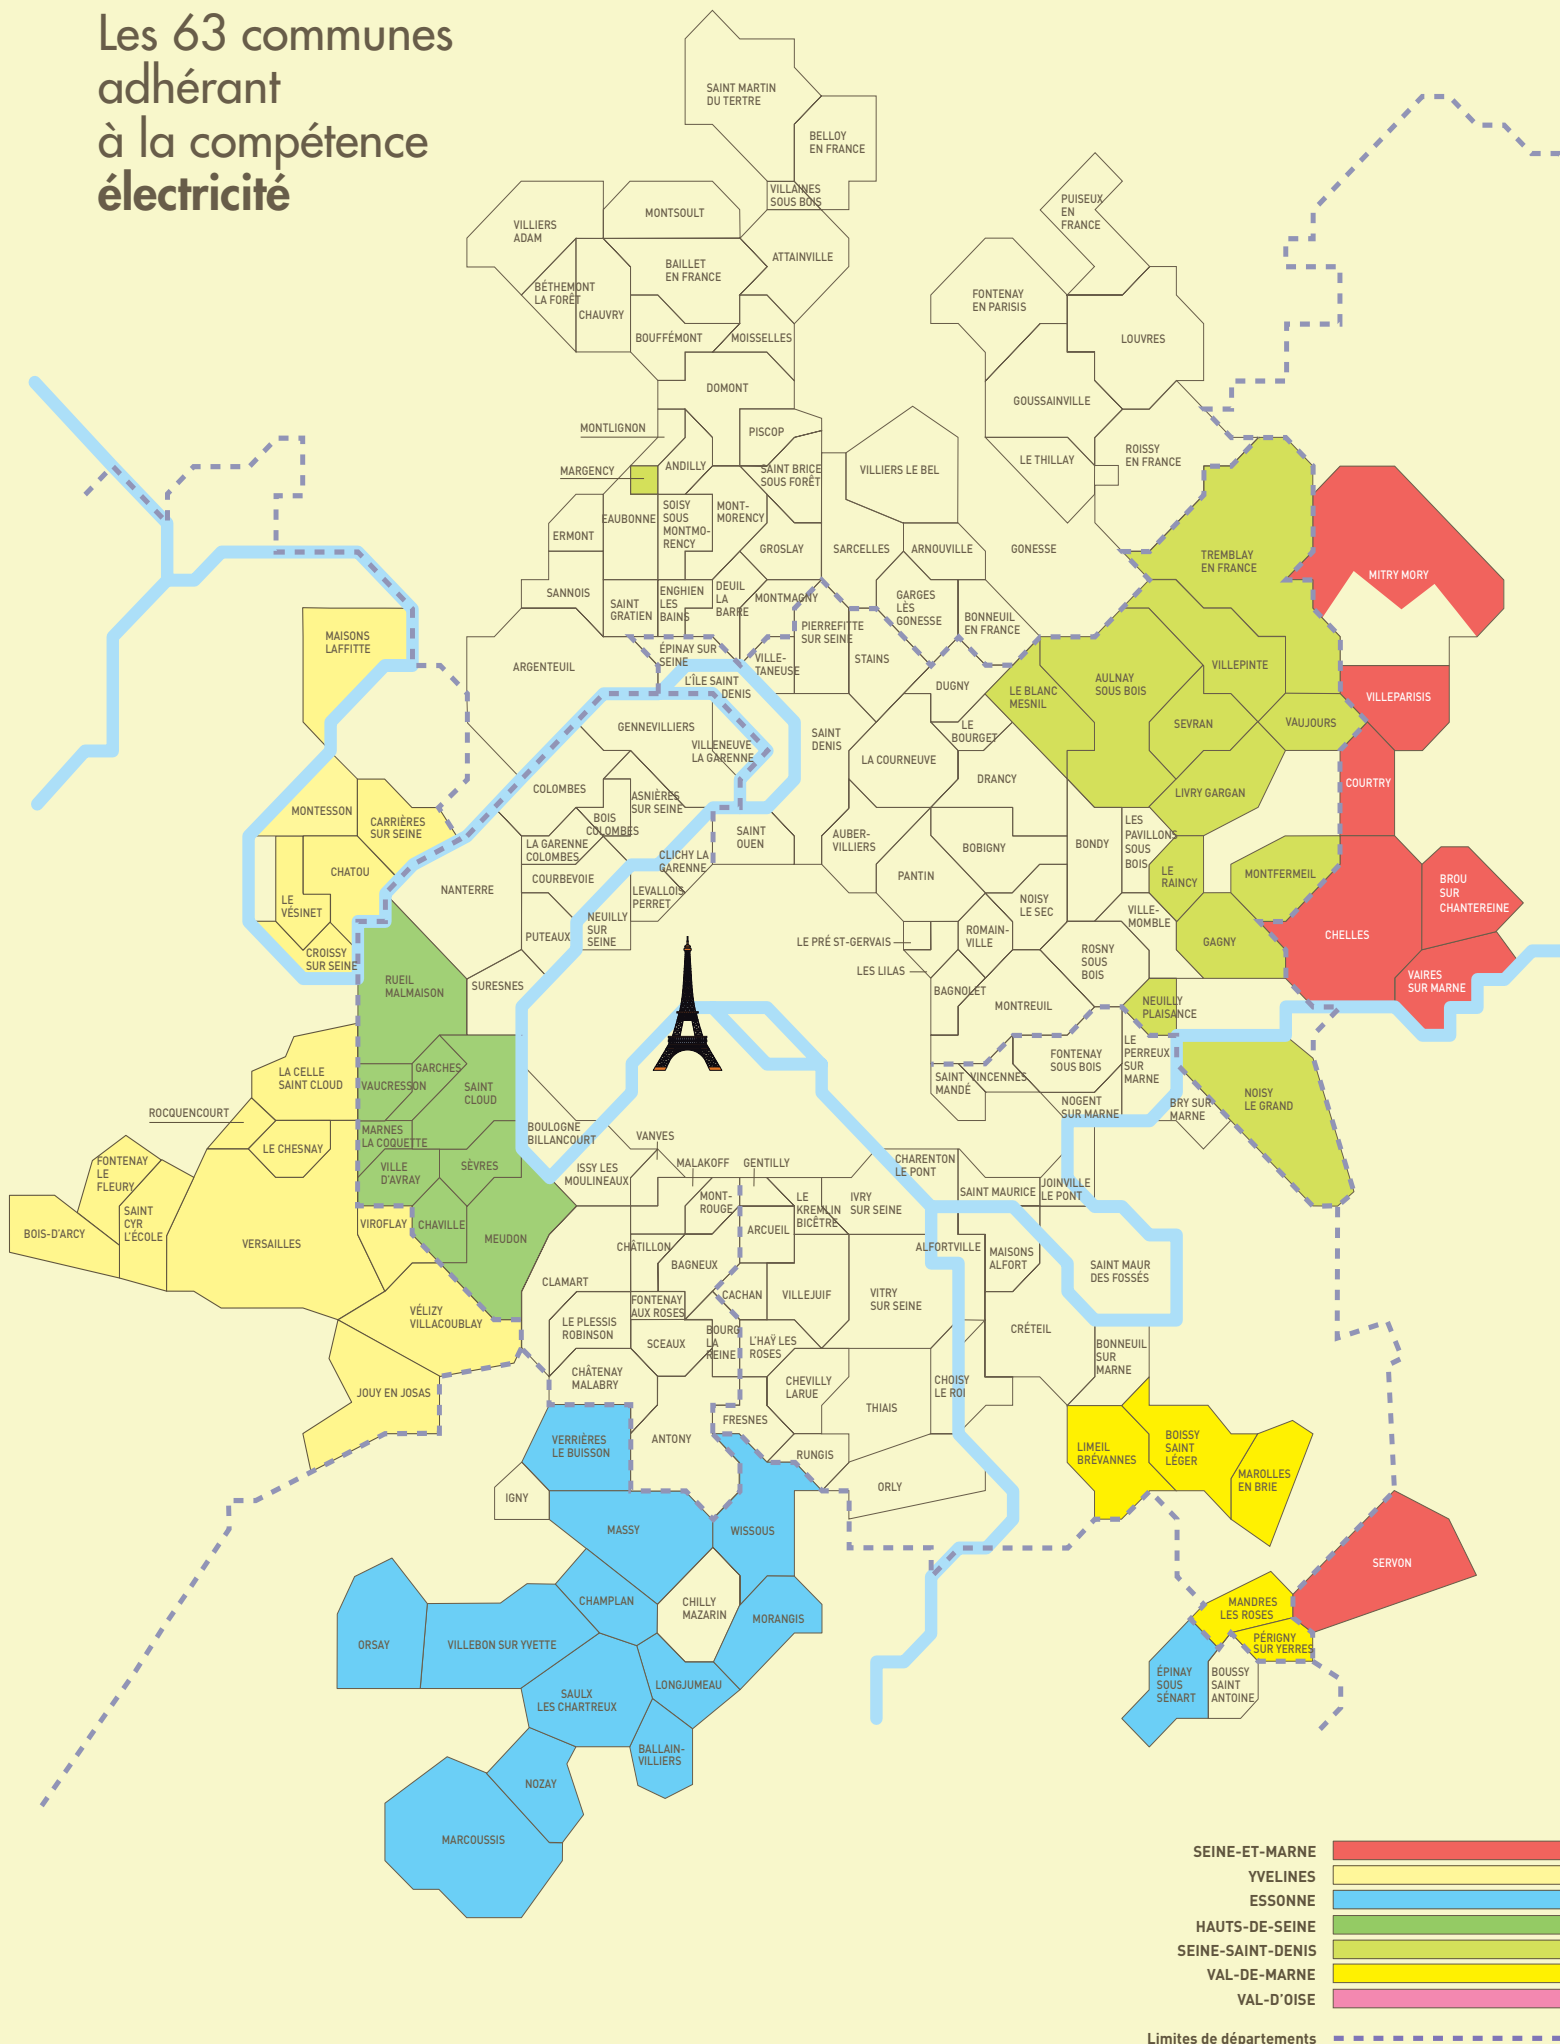 Les 63 communes
adhérant
à la compétence
électricité
SAINT MARTIN
DU TERTRE
BELLOY
EN FRANCE
VILLAINES
SOUS BOIS
MONTSOULT
VILLIERS
ADAM
PUISEUX
EN
FRANCE
ATTAINVILLE
BAILLET
EN FRANCE
BÉTHEMONT
LA FORÊT
CHAUVRY
FONTENAY
EN PARISIS
BOUFFÉMONT
MOISSELLES
LOUVRES
DOMONT
GOUSSAINVILLE
MONTLIGNON
PISCOP
ROISSY
EN FRANCE
LE THILLAY
MARGENCY
ANDILLY
SAINT BRICE
SOUS FORÊT
VILLIERS LE BEL
EAUBONNE
SOISY
SOUS
MONTMO-
RENCY
MONT-
MORENCY
ERMONT
GROSLAY
SARCELLES
ARNOUVILLE
GONESSE
TREMBLAY
EN FRANCE
MITRY MORY
SANNOIS
SAINT
GRATIEN
ENGHIEN
LES
BAINS
DEUIL
LA
BARRE
MONTMAGNY
GARGES
LÈS
GONESSE
BONNEUIL
EN FRANCE
MAISONS
LAFFITTE
PIERREFITTE
SUR SEINE
ARGENTEUIL
ÉPINAY SUR
SEINE
VILLE-
TANEUSE
STAINS
L'ÎLE SAINT
DENIS
DUGNY
LE BLANC
MESNIL
AULNAY
SOUS BOIS
VILLEPINTE
VILLEPARISIS
GENNEVILLIERS
VILLENEUVE
LA GARENNE
SAINT
DENIS
LE
BOURGET
SEVRAN
VAUJOURS
LA COURNEUVE
DRANCY
COURTRY
COLOMBES
ASNIÈRES
SUR SEINE
BOIS
COLOMBES
LIVRY GARGAN
MONTESSON
CARRIÈRES
SUR SEINE
SAINT
OUEN
AUBER-
VILLIERS
BOBIGNY
BONDY
LES
PAVILLONS
SOUS
BOIS
LA GARENNE
COLOMBES
CLICHY LA
GARENNE
CHATOU
COURBEVOIE
LEVALLOIS
PERRET
PANTIN
LE
RAINCY
MONTFERMEIL
BROU
SUR
CHANTEREINE
NANTERRE
LE
VÉSINET
NEUILLY
SUR
SEINE
PUTEAUX
NOISY
LE SEC
VILLE-
MOMBLE
LE PRÉ ST-GERVAIS
ROMAIN-
VILLE
GAGNY
CHELLES
CROISSY
SUR SEINE
LES LILAS
ROSNY
SOUS
BOIS
VAIRES
SUR MARNE
RUEIL
MALMAISON
SURESNES
BAGNOLET
MONTREUIL
NEUILLY
PLAISANCE
FONTENAY
SOUS BOIS
LE
PERREUX
SUR
MARNE
LA CELLE
SAINT CLOUD
GARCHES
VAUCRESSON
SAINT
CLOUD
SAINT
MANDÉ
VINCENNES
NOGENT
SUR MARNE
BRY SUR
MARNE
NOISY
LE GRAND
ROCQUENCOURT
MARNES
LA COQUETTE
BOULOGNE
BILLANCOURT
VANVES
LE CHESNAY
FONTENAY
LE
FLEURY
VILLE
D'AVRAY
SÈVRES
ISSY LES
MOULINEAUX
MALAKOFF
GENTILLY
CHARENTON
LE PONT
SAINT MAURICE
JOINVILLE
LE PONT
MONT-
ROUGE
LE
KREMLIN
BICÊTRE
IVRY
SUR SEINE
SAINT
CYR
L'ÉCOLE
BOIS-D'ARCY
VERSAILLES
VIROFLAY
CHAVILLE
MEUDON
CHÂTILLON
ARCUEIL
ALFORTVILLE
MAISONS
ALFORT
SAINT MAUR
DES FOSSÉS
BAGNEUX
CLAMART
CACHAN
VILLEJUIF
VITRY
SUR SEINE
FONTENAY
AUX ROSES
VÉLIZY
VILLACOUBLAY
LE PLESSIS
ROBINSON
SCEAUX
BOURG
LA
REINE
L'HAŸ LES
ROSES
CRÉTEIL
BONNEUIL
SUR
MARNE
CHÂTENAY
MALABRY
CHEVILLY
LARUE
CHOISY
LE ROI
JOUY EN JOSAS
THIAIS
FRESNES
VERRIÈRES
LE BUISSON
ANTONY
RUNGIS
LIMEIL
BRÉVANNES
BOISSY
SAINT
LÉGER
MAROLLES
EN BRIE
ORLY
IGNY
MASSY
WISSOUS
SERVON
CHAMPLAN
CHILLY
MAZARIN
MORANGIS
MANDRES
LES ROSES
ORSAY
VILLEBON SUR YVETTE
PÉRIGNY
SUR YERRES
LONGJUMEAU
ÉPINAY
SOUS
SÉNART
BOUSSY
SAINT
ANTOINE
SAULX
LES CHARTREUX
BALLAIN-
VILLIERS
NOZAY
MARCOUSSIS
SEINE-ET-MARNE
YVELINES
ESSONNE
HAUTS-DE-SEINE
SEINE-SAINT-DENIS
VAL-DE-MARNE
VAL-D'OISE
Limites de départements